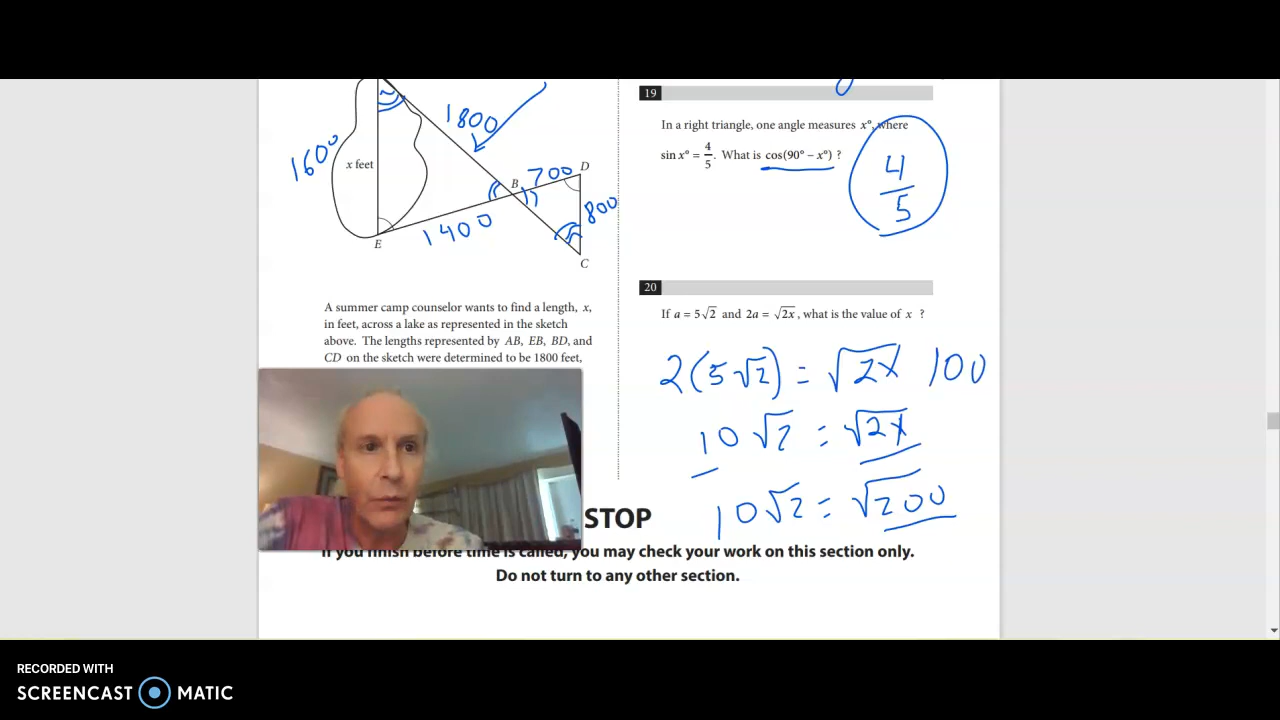 1800
1600
x feet
B
700
D
800
1400
E
C
A summer camp counselor wants to find a length, x,
in feet, across a lake as represented in the sketch
above. The lengths represented by AB, EB, BD, and
CD on the sketch were determined to be 1800 feet,
19
In a right triangle, one angle measures x°, where
sin x° = 4/5. What is cos(90° − x°) ?
4/5
20
If a = 5√2 and 2a = √2x, what is the value of x ?
2(5√2) = √2x 100
10√2 = √2x
10√2 = √200
STOP
If you finish before time is called, you may check your work on this section only.
Do not turn to any other section.
RECORDED WITH
SCREENCAST MATIC